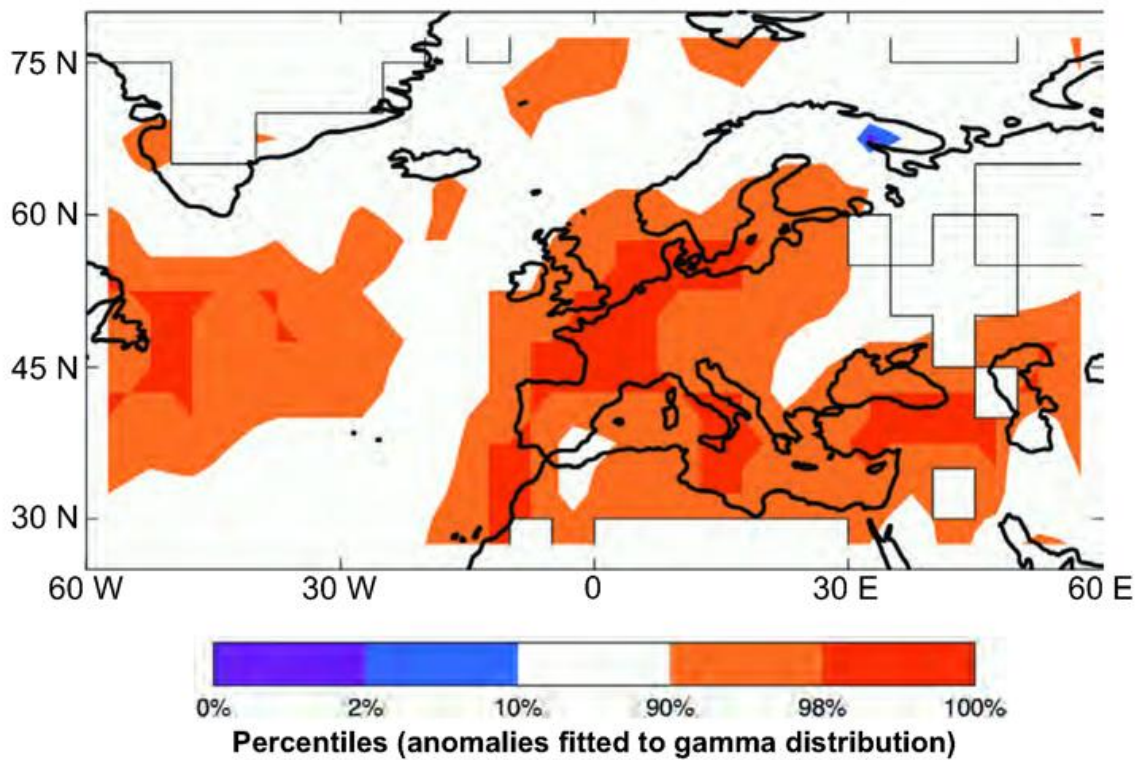 75 N
60 N
45 N
30 N
60 W 30 W 0 30 E 60 E
0% 2% 10% 90% 98% 100%
Percentiles (anomalies fitted to gamma distribution)